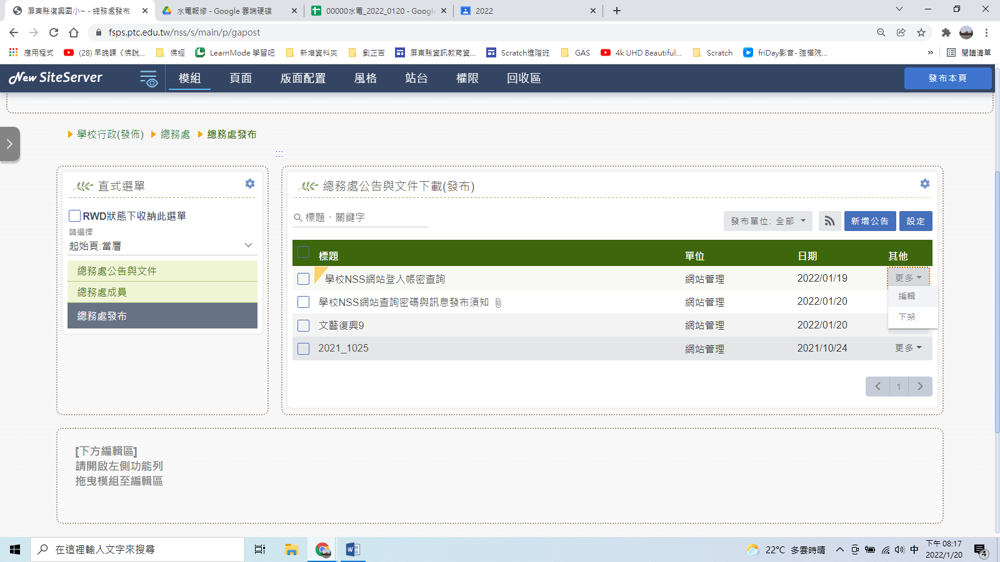 屏東縣復興國小~ - 總務處發布
水電報修 - Google 雲端硬碟
00000水電_2022_0120 - Google
2022
fsps.ptc.edu.tw/nss/s/main/p/gapost
應用程式
(28) 早晚課《佛說...
佛經
LearnMode 學習吧
新增資料夾
劉正吉
屏東縣資訊教育資...
Scratch進階班
GAS
4k UHD Beautiful...
Scratch
friDay影音- 強檔院...
»
閱讀清單
New SiteServer
模組
頁面
版面配置
風格
站台
權限
回收區
發布本頁
學校行政(發佈)
總務處
總務處發布
:::
直式選單
RWD狀態下收納此選單
請選擇
起始頁:當層
總務處公告與文件
總務處成員
總務處發布
總務處公告與文件下載(發布)
標題、關鍵字
發布單位: 全部
新增公告
設定
標題 單位 日期 其他
學校NSS網站登入帳密查詢 網站管理 2022/01/19 更多
編輯
學校NSS網站查詢密碼與訊息發布須知 網站管理 2022/01/20
下架
文藝復興9 網站管理 2022/01/20
2021_1025 網站管理 2021/10/24 更多
1
[下方編輯區]
請開啟左側功能列
拖曳模組至編輯區
在這裡輸入文字來搜尋
22°C 多雲時晴
中
下午 08:17
2022/1/20
4